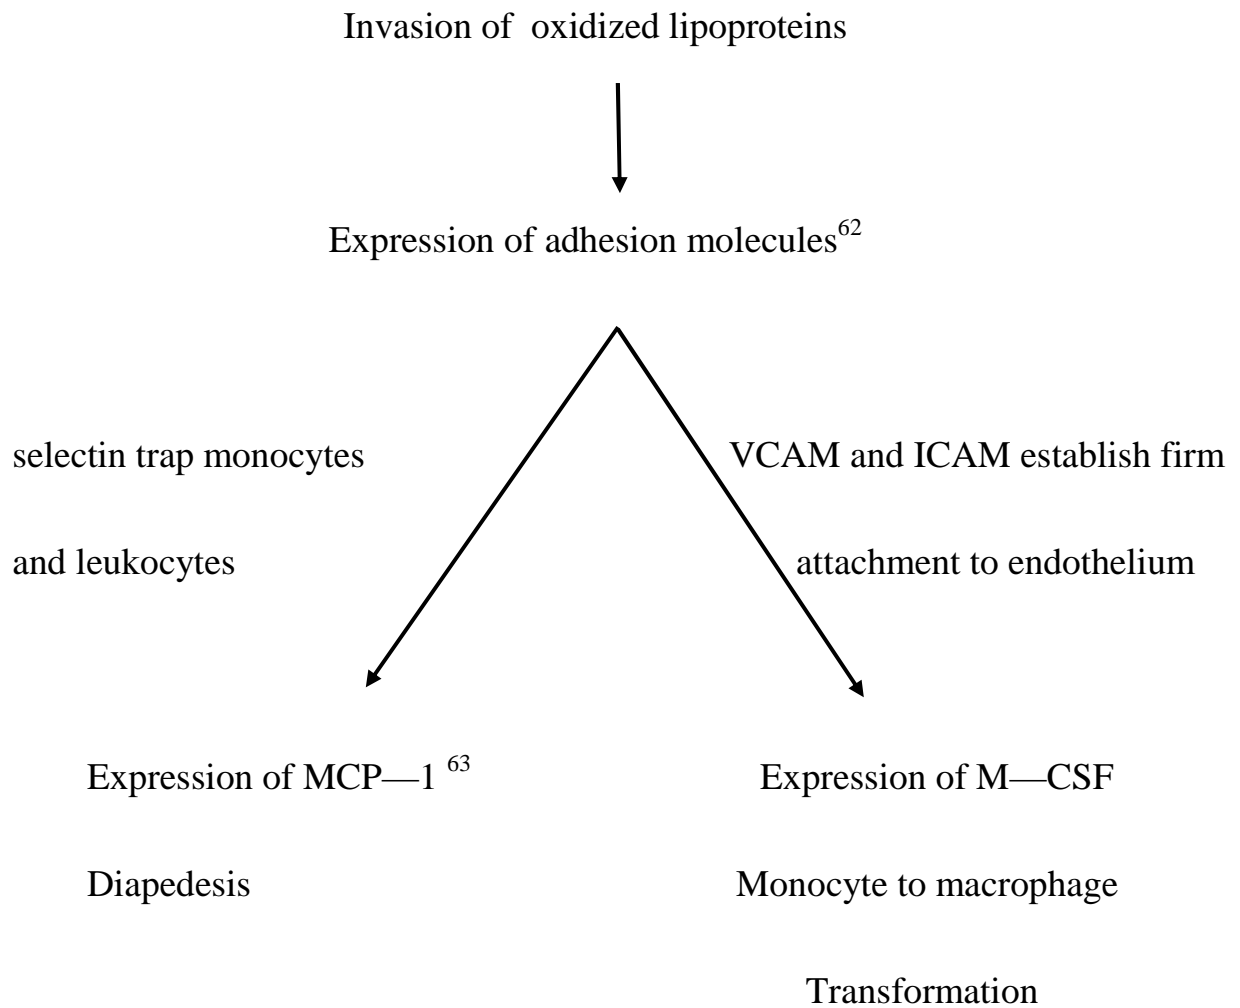 Invasion of  oxidized lipoproteins
Expression of adhesion molecules62
selectin trap monocytes
and leukocytes
VCAM and ICAM establish firm
attachment to endothelium
Expression of MCP—1 63
Diapedesis
Expression of M—CSF
Monocyte to macrophage
Transformation